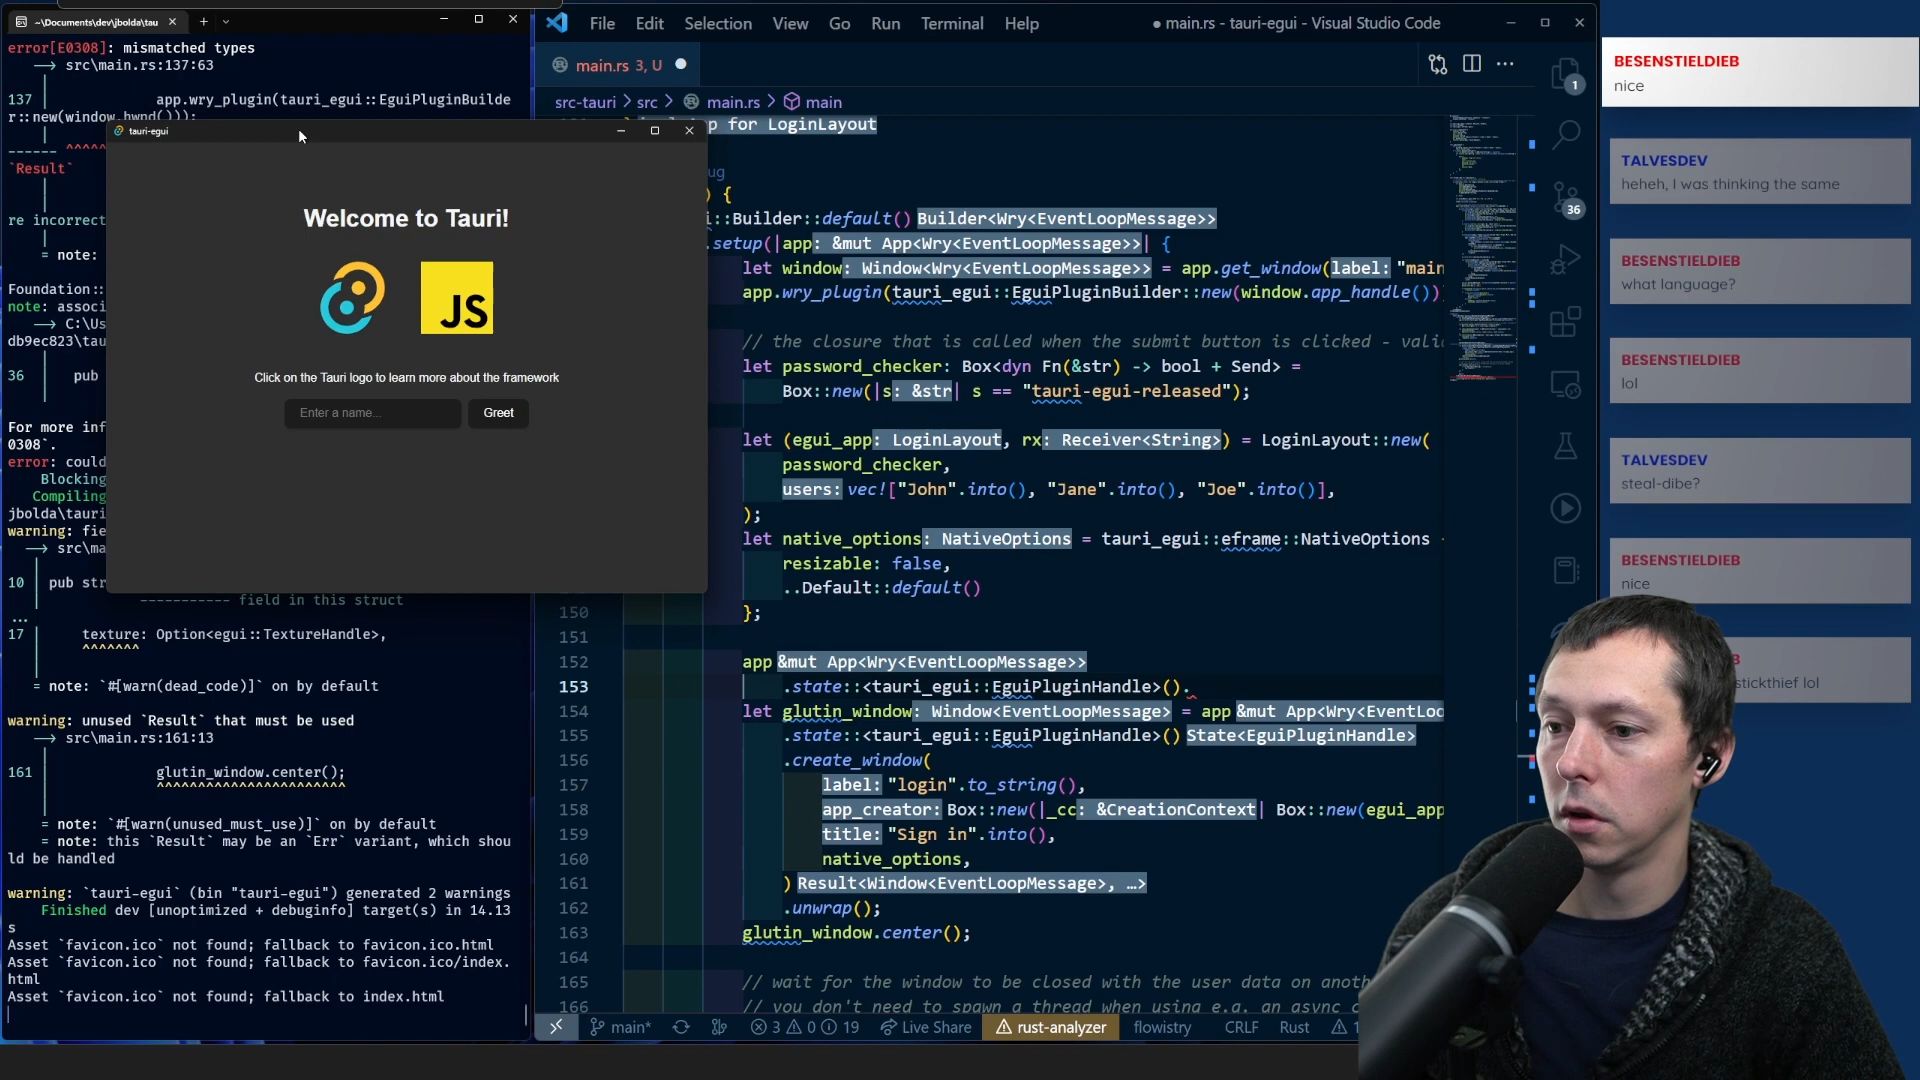 ~\Documents\dev\jbolda\tau
error[E0308]: mismatched types
--> src\main.rs:137:63
137 | app.wry_plugin(tauri_egui::EguiPluginBuilde
r::new(window.hwnd()));
------ ^^^^^
`Result`
re incorrect
= note:
Foundation::
note: associ
--> C:\Us
db9ec823\tau
36 | pub
For more inf
0308`.
error: could
Blocking
Compiling
jbolda\tauri
warning: fie
--> src\ma
10 | pub str
----------- field in this struct
...
17 | texture: Option<egui::TextureHandle>,
^^^^^^^
= note: `#[warn(dead_code)]` on by default
warning: unused `Result` that must be used
--> src\main.rs:161:13
161 | glutin_window.center();
^^^^^^^^^^^^^^^^^^^^^^^
= note: `#[warn(unused_must_use)]` on by default
= note: this `Result` may be an `Err` variant, which shou
ld be handled
warning: `tauri-egui` (bin "tauri-egui") generated 2 warnings
Finished dev [unoptimized + debuginfo] target(s) in 14.13
s
Asset `favicon.ico` not found; fallback to favicon.ico.html
Asset `favicon.ico` not found; fallback to favicon.ico/index.
html
Asset `favicon.ico` not found; fallback to index.html
tauri-egui
Welcome to Tauri!
JS
Click on the Tauri logo to learn more about the framework
Enter a name...
Greet
File Edit Selection View Go Run Terminal Help
● main.rs - tauri-egui - Visual Studio Code
main.rs 3, U
src-tauri > src > main.rs > main
p for LoginLayout
ug
) {
i::Builder::default() Builder<Wry<EventLoopMessage>>
.setup(|app: &mut App<Wry<EventLoopMessage>>| {
let window: Window<Wry<EventLoopMessage>> = app.get_window(label: "main
app.wry_plugin(tauri_egui::EguiPluginBuilder::new(window.app_handle())
// the closure that is called when the submit button is clicked - vali
let password_checker: Box<dyn Fn(&str) -> bool + Send> =
Box::new(|s: &str| s == "tauri-egui-released");
let (egui_app: LoginLayout, rx: Receiver<String>) = LoginLayout::new(
password_checker,
users: vec!["John".into(), "Jane".into(), "Joe".into()],
);
let native_options: NativeOptions = tauri_egui::eframe::NativeOptions
resizable: false,
..Default::default()
150 };
151
152 app &mut App<Wry<EventLoopMessage>>
153 .state::<tauri_egui::EguiPluginHandle>().
154 let glutin_window: Window<EventLoopMessage> = app &mut App<Wry<EventLoo
155 .state::<tauri_egui::EguiPluginHandle>() State<EguiPluginHandle>
156 .create_window(
157 label: "login".to_string(),
158 app_creator: Box::new(|_cc: &CreationContext| Box::new(egui_app
159 title: "Sign in".into(),
160 native_options,
161 ) Result<Window<EventLoopMessage>, …>
162 .unwrap();
163 glutin_window.center();
164
165 // wait for the window to be closed with the user data on anoth
166 // you don't need to spawn a thread when using e.g. an async c
main* 3 0 19 Live Share rust-analyzer flowistry CRLF Rust 1
1
36
BESENSTIELDIEB
nice
TALVESDEV
heheh, I was thinking the same
BESENSTIELDIEB
what language?
BESENSTIELDIEB
lol
TALVESDEV
steal-dibe?
BESENSTIELDIEB
nice
B
stickthief lol